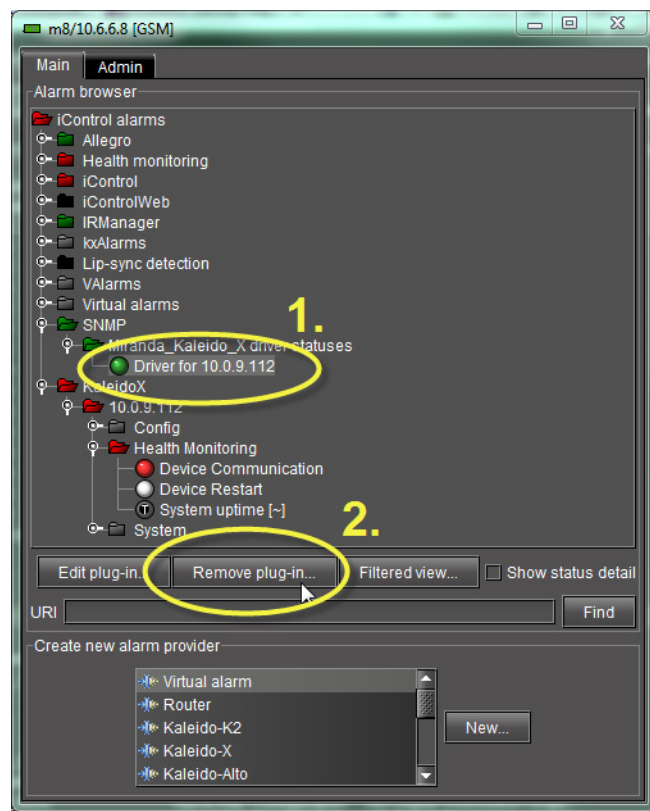 m8/10.6.6.8 [GSM]
Main Admin
Alarm browser
iControl alarms
Allegro
Health monitoring
iControl
iControlWeb
IRManager
kxAlarms
Lip-sync detection
VAlarms
Virtual alarms
1.
SNMP
Miranda_Kaleido_X driver statuses
Driver for 10.0.9.112
KaleidoX
10.0.9.112
Config
Health Monitoring
Device Communication
Device Restart
T System uptime [~]
2.
System
Edit plug-in... Remove plug-in... Filtered view... Show status detail
URI Find
Create new alarm provider
Virtual alarm
Router
Kaleido-K2
New...
Kaleido-X
Kaleido-Alto